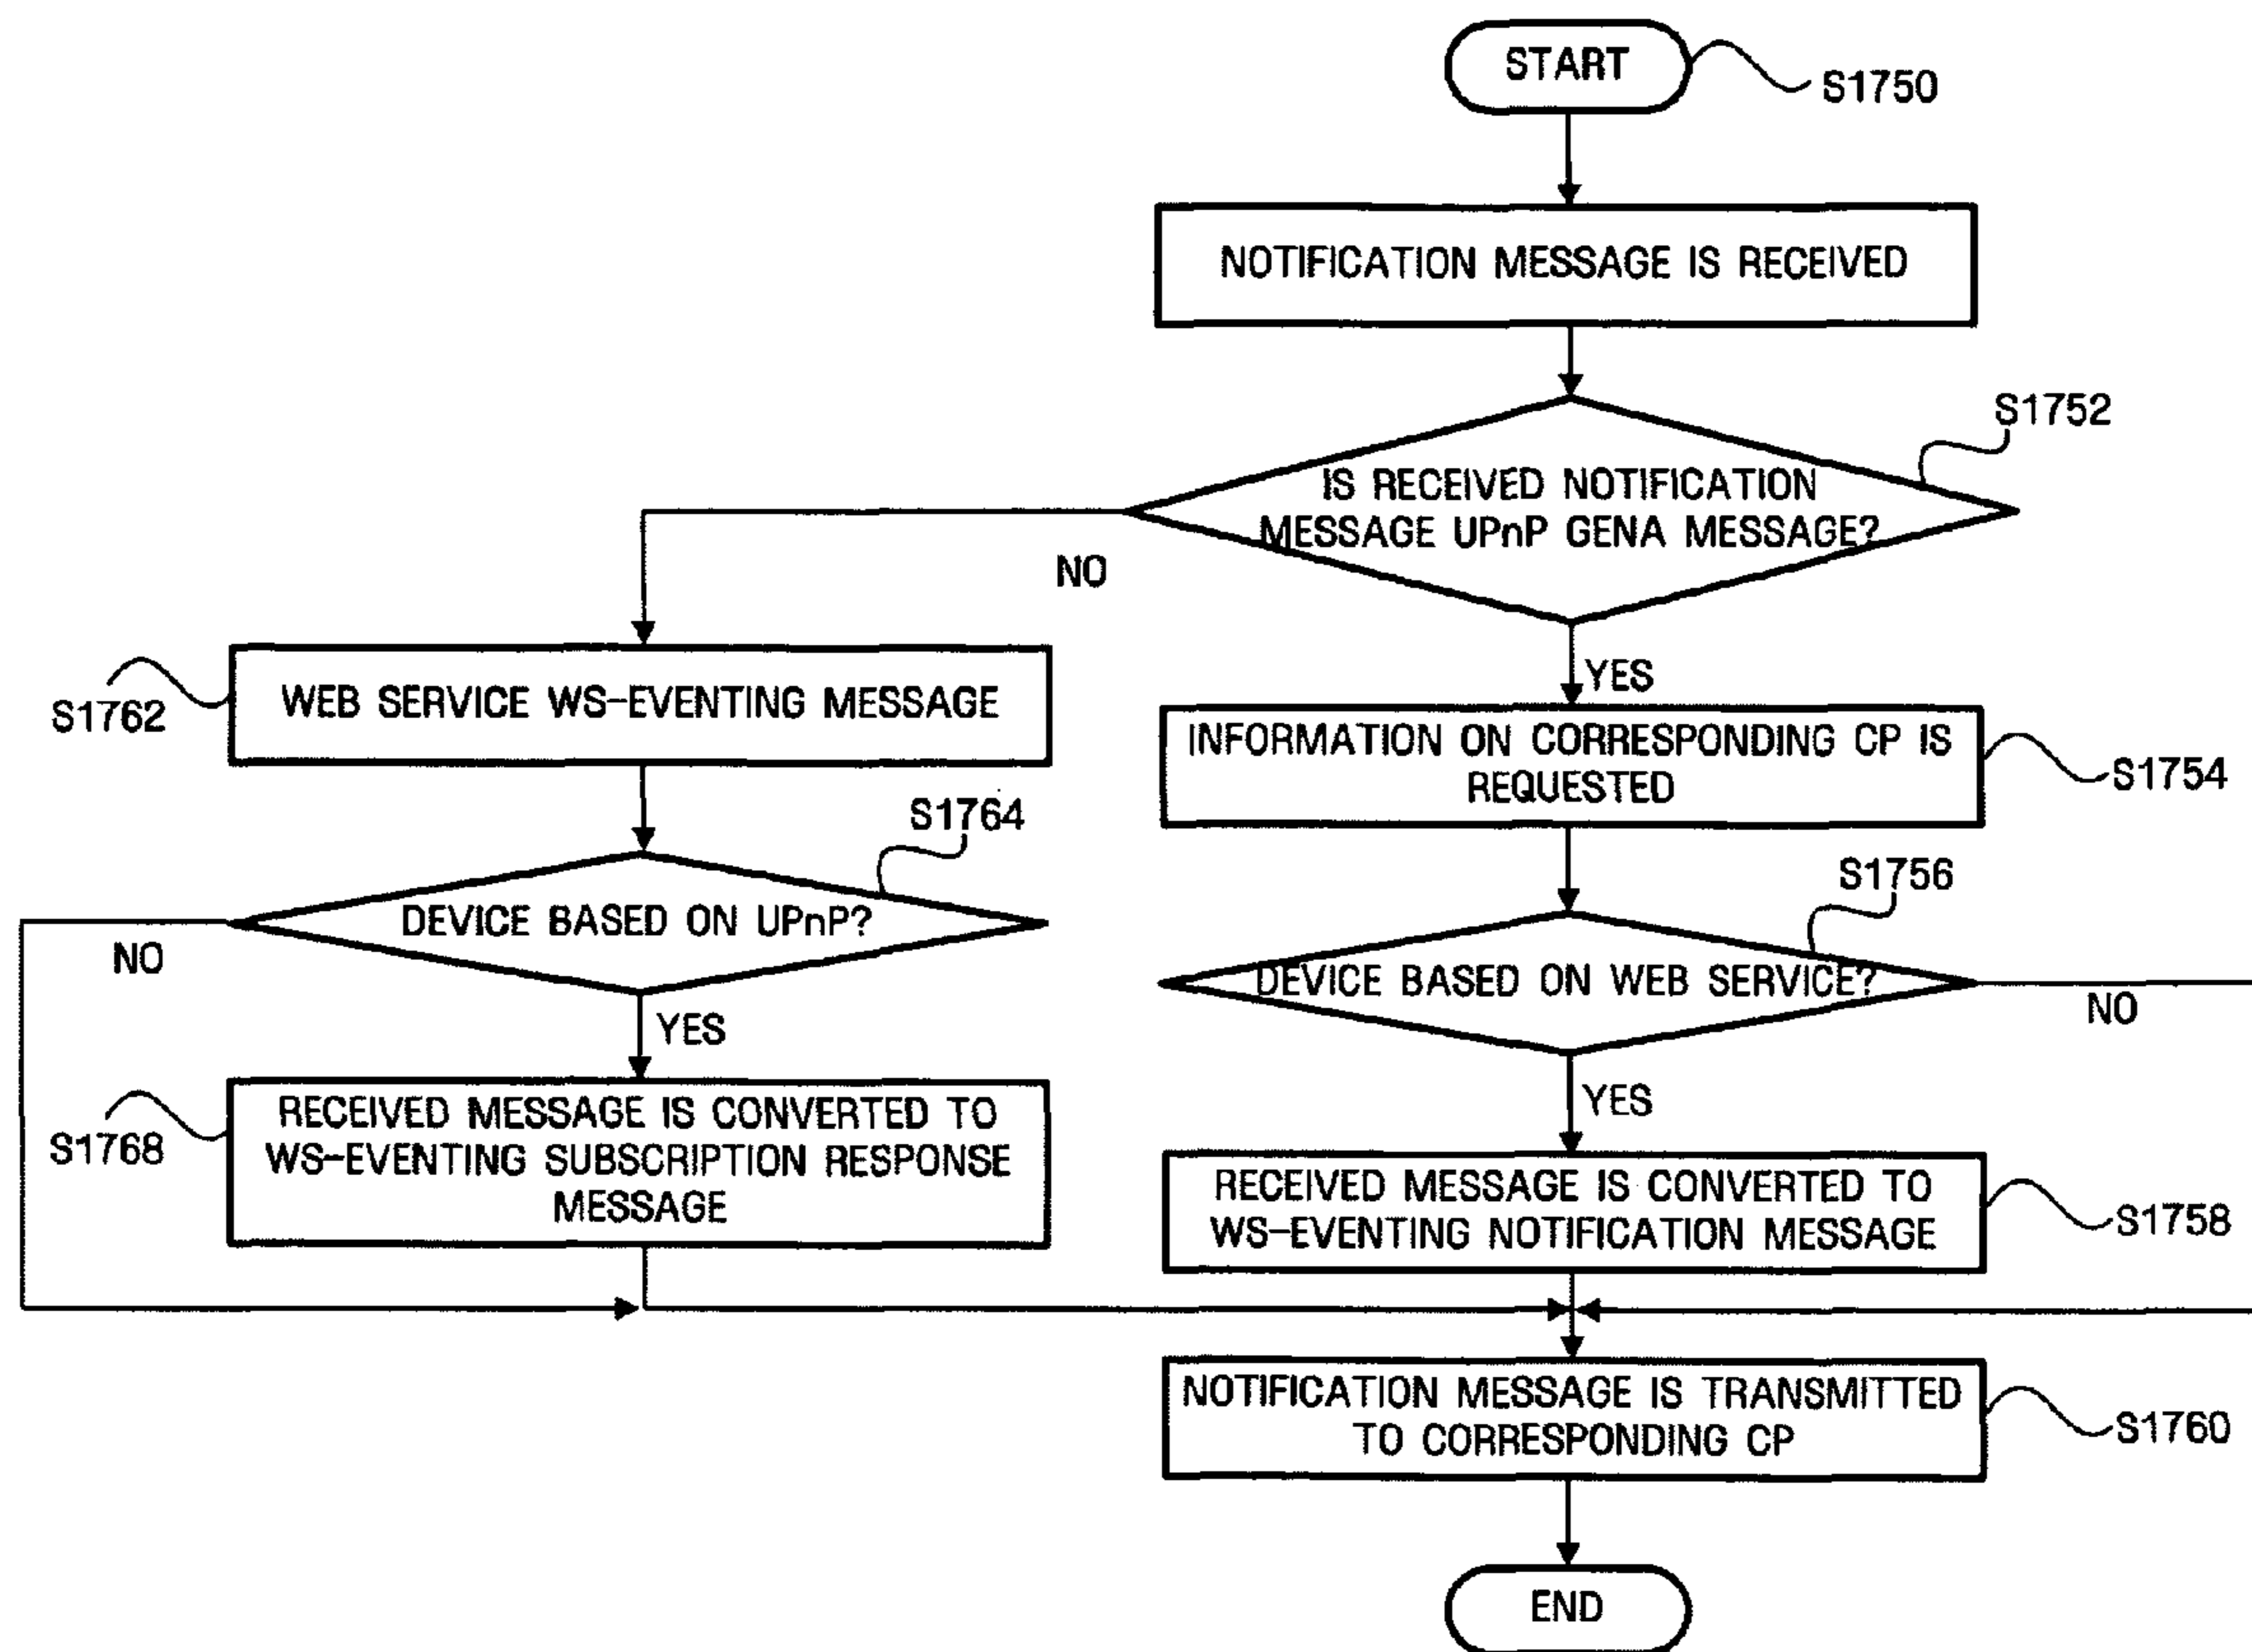 START
S1750
NOTIFICATION MESSAGE IS RECEIVED
S1752
IS RECEIVED NOTIFICATION
MESSAGE UPnP GENA MESSAGE?
NO
YES
S1762
WEB SERVICE WS-EVENTING MESSAGE
INFORMATION ON CORRESPONDING CP IS
REQUESTED
S1754
S1764
DEVICE BASED ON UPnP?
NO
YES
S1756
DEVICE BASED ON WEB SERVICE?
NO
YES
S1768
RECEIVED MESSAGE IS CONVERTED TO
WS-EVENTING SUBSCRIPTION RESPONSE
MESSAGE
RECEIVED MESSAGE IS CONVERTED TO
WS-EVENTING NOTIFICATION MESSAGE
S1758
NOTIFICATION MESSAGE IS TRANSMITTED
TO CORRESPONDING CP
S1760
END